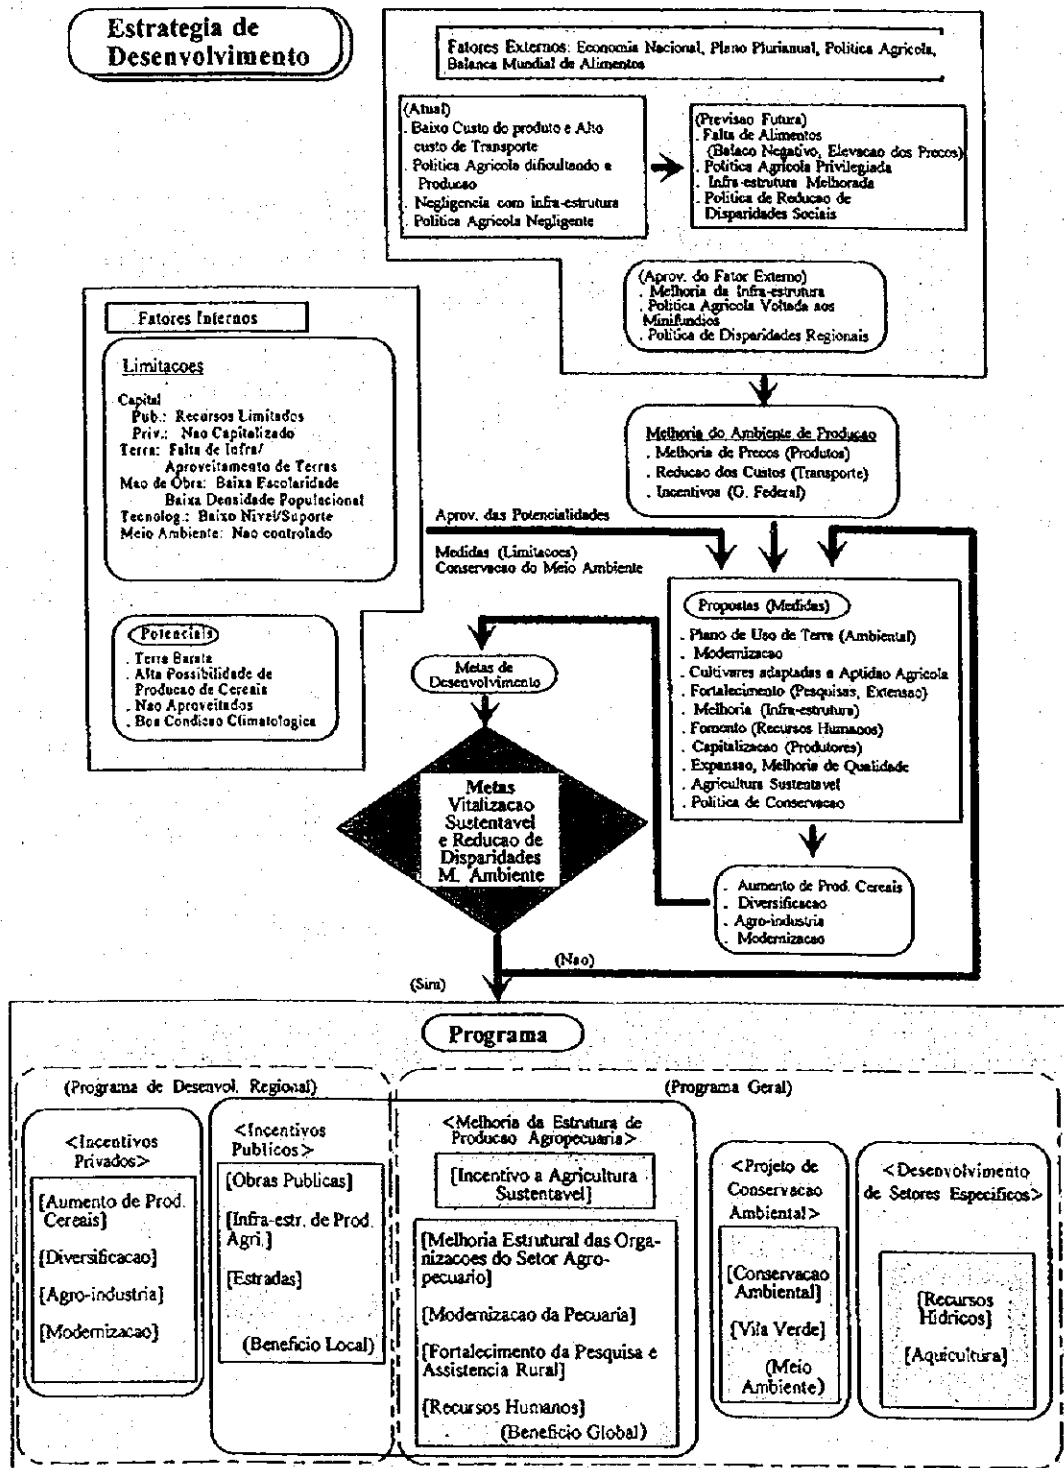 Estrategia de
Desenvolvimento
Fatores Externos: Economia Nacional, Plano Plurianual, Politica Agricola,
Balanca Mundial de Alimentos
(Atual)
. Baixo Custo do produto e Alto
custo de Transporte
. Politica Agricola dificultando a
Producao
. Negligencia com infra-estrutura
. Politica Agricola Negligente
(Previsao Futura)
. Falta de Alimentos
(Balaco Negativo, Elevacao dos Precos)
. Politica Agricola Privilegiada
. Infra-estrutura Melhorada
. Politica de Reducao de
Disparidades Sociais
(Aprov. do Fator Externo)
. Melhoria da Infra-estrutura
. Politica Agricola Voltada aos
Minifundios
. Politica de Disparidades Regionais
Fatores Internos
Limitacoes
Capital
Pub.: Recursos Limitados
Priv.: Nao Capitalizado
Terra: Falta de Infra/
Aproveitamento de Terras
Mao de Obra: Baixa Escolaridade
Baixa Densidade Populacional
Tecnolog.: Baixo Nivel/Suporte
Meio Ambiente: Nao controlado
Potenciais
. Terra Barata
. Alta Possibilidade de
Producao de Cereais
. Nao Aproveitados
. Boa Condicao Climatologica
Melhoria do Ambiente de Producao
. Melhoria de Precos (Produtos)
. Reducao dos Custos (Transporte)
. Incentivos (G. Federal)
Aprov. das Potencialidades
Medidas (Limitacoes)
Conservacao do Meio Ambiente
Propostas (Medidas)
. Plano de Uso de Terra (Ambiental)
. Modernizacao
. Cultivares adaptadas a Aptidao Agricola
. Fortalecimento (Pesquisas, Extensao)
. Melhoria (Infra-estrutura)
. Fomento (Recursos Humanos)
. Capitalizacao (Produtores)
. Expansao, Melhoria de Qualidade
. Agricultura Sustentavel
. Politica de Conservacao
Metas de
Desenvolvimento
Metas
Vitalizacao
Sustentavel
e Reducao de
Disparidades
M. Ambiente
. Aumento de Prod. Cereais
. Diversificacao
. Agro-industria
. Modernizacao
(Nao)
(Sim)
Programa
(Programa de Desenvol. Regional)
(Programa Geral)
<Incentivos
Privados>
[Aumento de Prod.
Cereais]
[Diversificacao]
[Agro-industria]
[Modernizacao]
<Incentivos
Publicos>
[Obras Publicas]
[Infra-estr. de Prod.
Agri.]
[Estradas]
(Beneficio Local)
<Melhoria da Estrutura de
Producao Agropecuaria>
[Incentivo a Agricultura
Sustentavel]
[Melhoria Estrutural das Orga-
nizacoes do Setor Agro-
pecuario]
[Modernizacao da Pecuaria]
[Fortalecimento da Pesquisa e
Assistencia Rural]
[Recursos Humanos]
(Beneficio Global)
<Projeto de
Conservacao
Ambiental>
[Conservacao
Ambiental]
[Vila Verde]
(Meio
Ambiente)
<Desenvolvimento
de Setores Especificos>
[Recursos
Hidricos]
[Aquicultura]